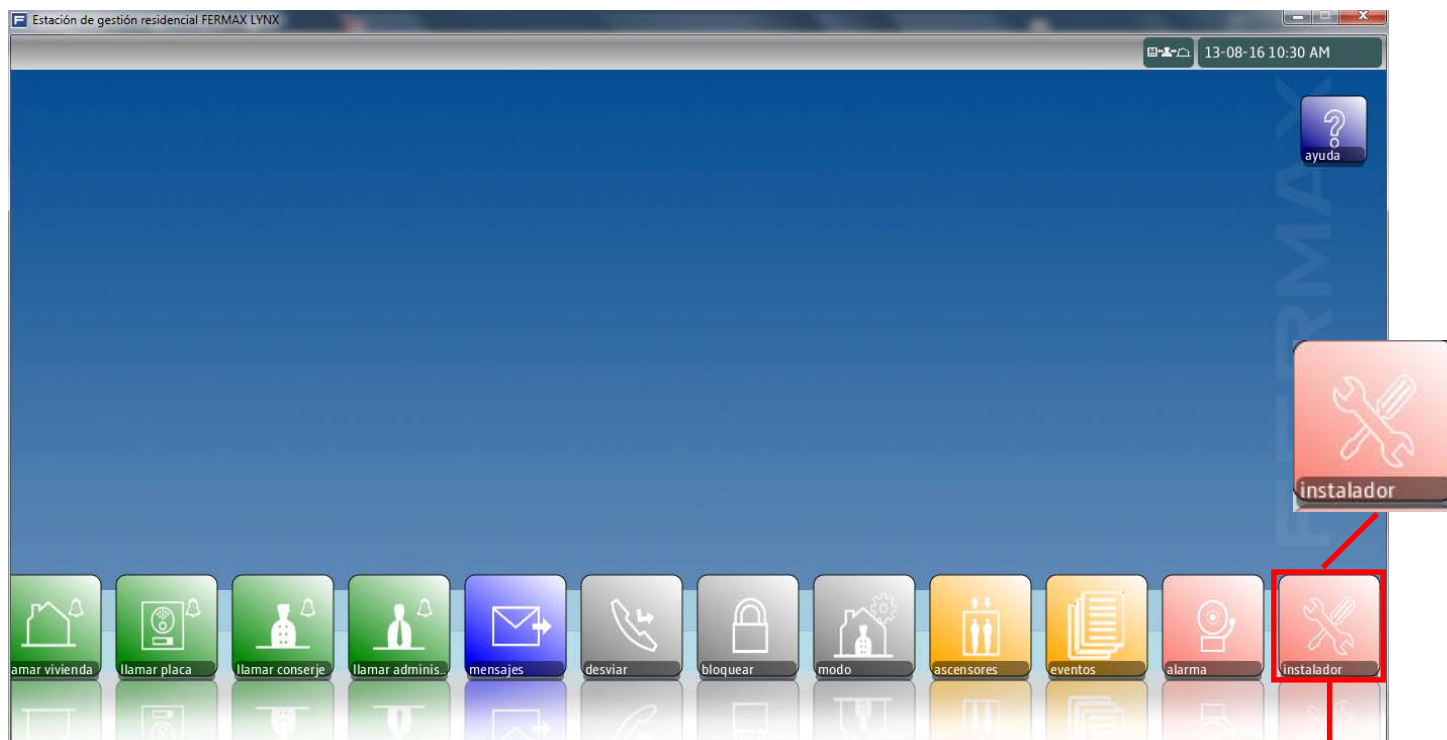 Estación de gestión residencial FERMAX LYNX
13-08-16 10:30 AM
ayuda
FERMAX
instalador
amar vivienda
llamar placa
llamar conserje
llamar adminis..
mensajes
desviar
bloquear
modo
ascensores
eventos
alarma
instalador